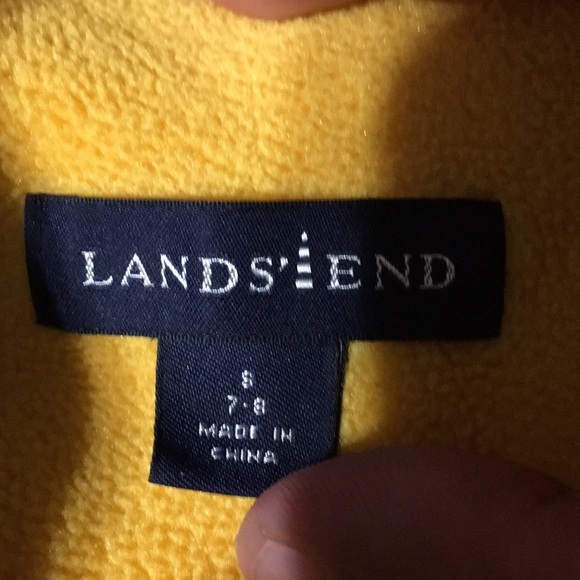 LANDS' END
S
7-8
MADE IN
CHINA